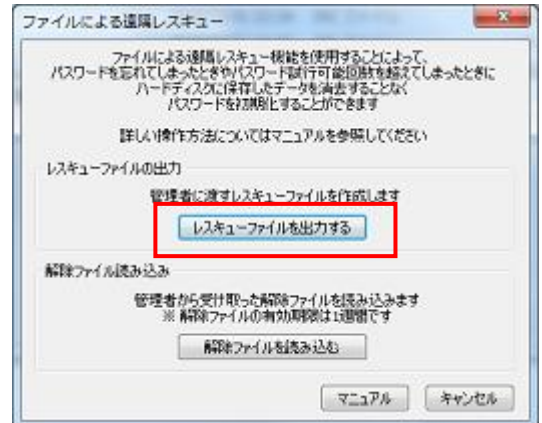 ファイルによる遠隔レスキュー
ファイルによる遠隔レスキュー機能を使用することによって、
パスワードを忘れてしまったときやパスワード試行可能回数を超えてしまったときに
ハードディスクに保存したデータを消去することなく
パスワードを初期化することができます
詳しい操作方法についてはマニュアルを参照してください
レスキューファイルの出力
管理者に渡すレスキューファイルを作成します
レスキューファイルを出力する
解除ファイル読み込み
管理者から受け取った解除ファイルを読み込みます
※ 解除ファイルの有効期限は1週間です
解除ファイルを読み込む
マニュアル
キャンセル